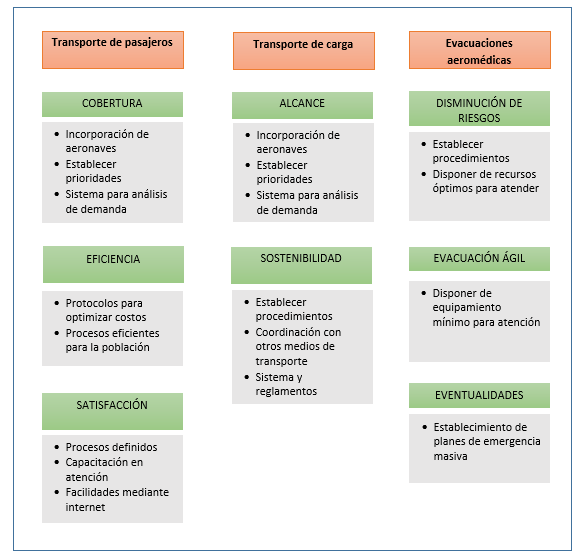 Transporte de pasajeros
COBERTURA
• Incorporación de
aeronaves
• Establecer
prioridades
• Sistema para análisis
de demanda
EFICIENCIA
• Protocolos para
optimizar costos
• Procesos eficientes
para la población
SATISFACCIÓN
• Procesos definidos
• Capacitación en
atención
• Facilidades mediante
internet
Transporte de carga
ALCANCE
• Incorporación de
aeronaves
• Establecer
prioridades
• Sistema para análisis
de demanda
SOSTENIBILIDAD
• Establecer
procedimientos
• Coordinación con
otros medios de
transporte
• Sistema y
reglamentos
Evacuaciones
aeromédicas
DISMINUCIÓN DE
RIESGOS
• Establecer
procedimientos
• Disponer de recursos
óptimos para atender
EVACUACIÓN ÁGIL
• Disponer de
equipamiento
mínimo para atención
EVENTUALIDADES
• Establecimiento de
planes de emergencia
masiva